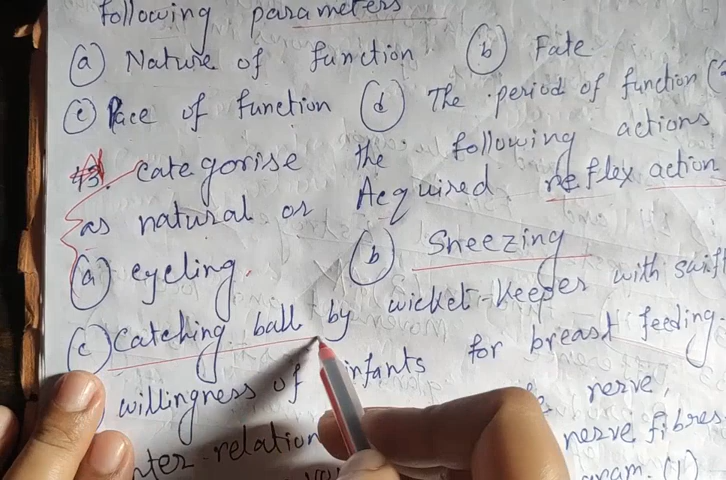 following parameters
(a) Nature of function (b) Fate
(c) Pace of function (d) The period of function
categorise the following actions
as natural or Acquired reflex action
(a) cycling. (b) Sneezing
(c) Catching ball by wicket-keeper with swift
willingness of infants for breast feeding.
nerve,
relation nerve fibres
(1)